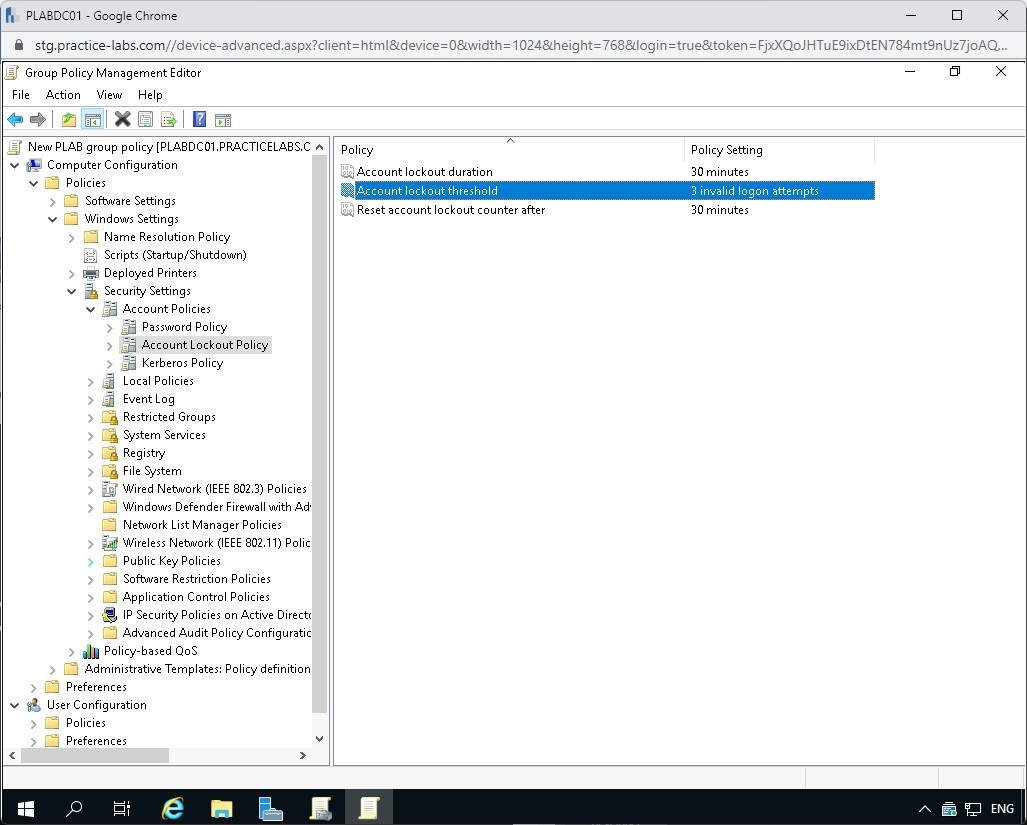 PLABDC01 - Google Chrome
stg.practice-labs.com//device-advanced.aspx?client=html&device=0&width=1024&height=768&login=true&token=FjxXQoJHTuE9ixDtEN784mt9nUz7joAQ...
Group Policy Management Editor
File Action View Help
New PLAB group policy [PLABDC01.PRACTICELABS.C
Computer Configuration
Policies
Software Settings
Windows Settings
Name Resolution Policy
Scripts (Startup/Shutdown)
Deployed Printers
Security Settings
Account Policies
Password Policy
Account Lockout Policy
Kerberos Policy
Local Policies
Event Log
Restricted Groups
System Services
Registry
File System
Wired Network (IEEE 802.3) Policies
Windows Defender Firewall with Adv
Network List Manager Policies
Wireless Network (IEEE 802.11) Polic
Public Key Policies
Software Restriction Policies
Application Control Policies
IP Security Policies on Active Directo
Advanced Audit Policy Configuratio
Policy-based QoS
Administrative Templates: Policy definition
Preferences
User Configuration
Policies
Preferences
Policy Policy Setting
Account lockout duration 30 minutes
Account lockout threshold 3 invalid logon attempts
Reset account lockout counter after 30 minutes
ENG